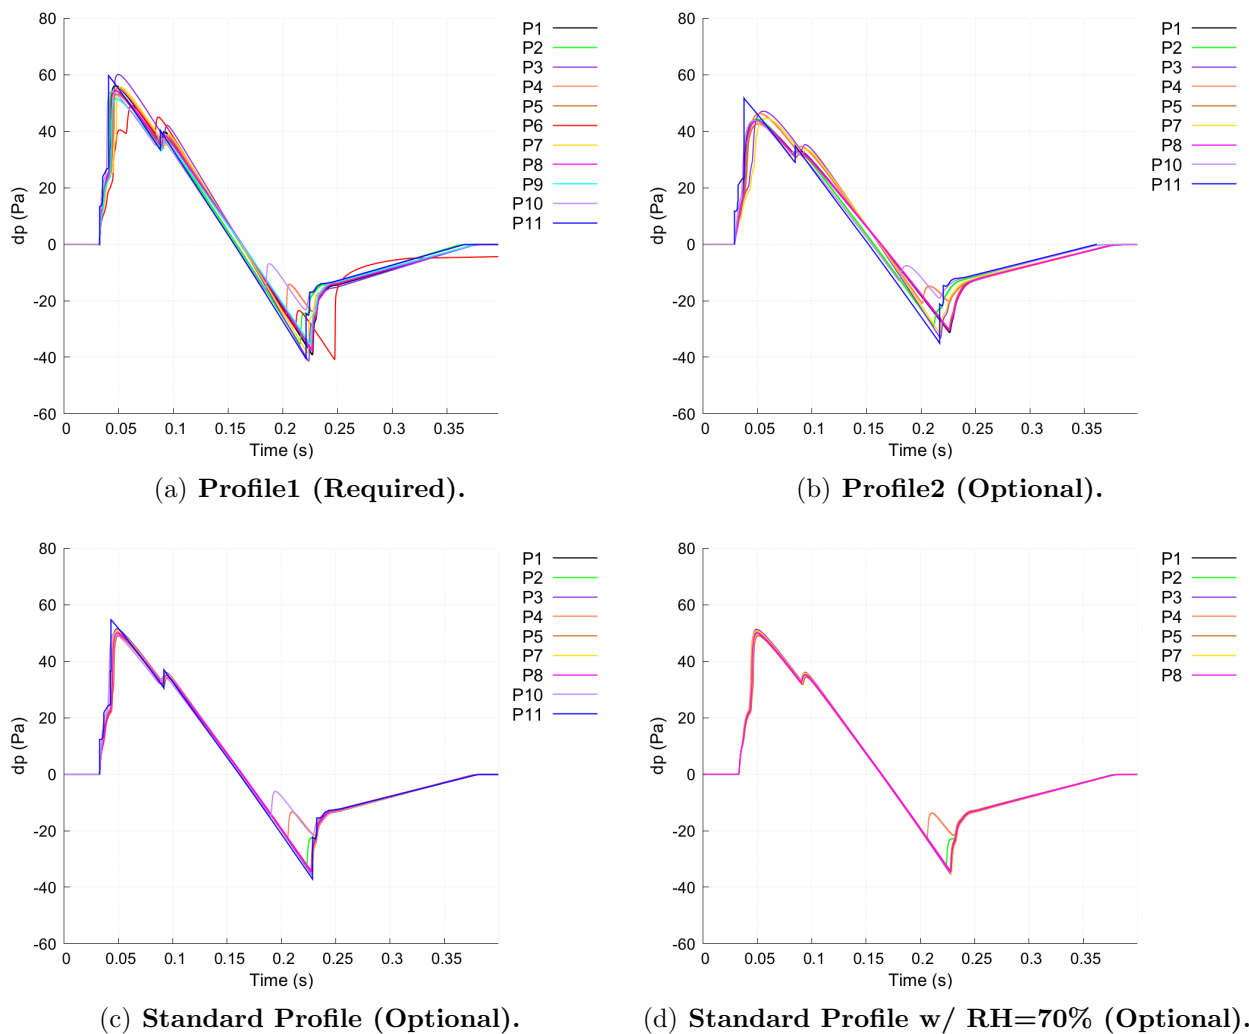 80
60
40
20
0
-20
-40
-60
dp (Pa)
0 0.05 0.1 0.15 0.2 0.25 0.3 0.35
Time (s)
P1
P2
P3
P4
P5
P6
P7
P8
P9
P10
P11
(a) Profile1 (Required).
80
60
40
20
0
-20
-40
-60
dp (Pa)
0 0.05 0.1 0.15 0.2 0.25 0.3 0.35
Time (s)
P1
P2
P3
P4
P5
P7
P8
P10
P11
(b) Profile2 (Optional).
80
60
40
20
0
-20
-40
-60
dp (Pa)
0 0.05 0.1 0.15 0.2 0.25 0.3 0.35
Time (s)
P1
P2
P3
P4
P5
P7
P8
P10
P11
(c) Standard Profile (Optional).
80
60
40
20
0
-20
-40
-60
dp (Pa)
0 0.05 0.1 0.15 0.2 0.25 0.3 0.35
Time (s)
P1
P2
P3
P4
P5
P7
P8
(d) Standard Profile w/ RH=70% (Optional).